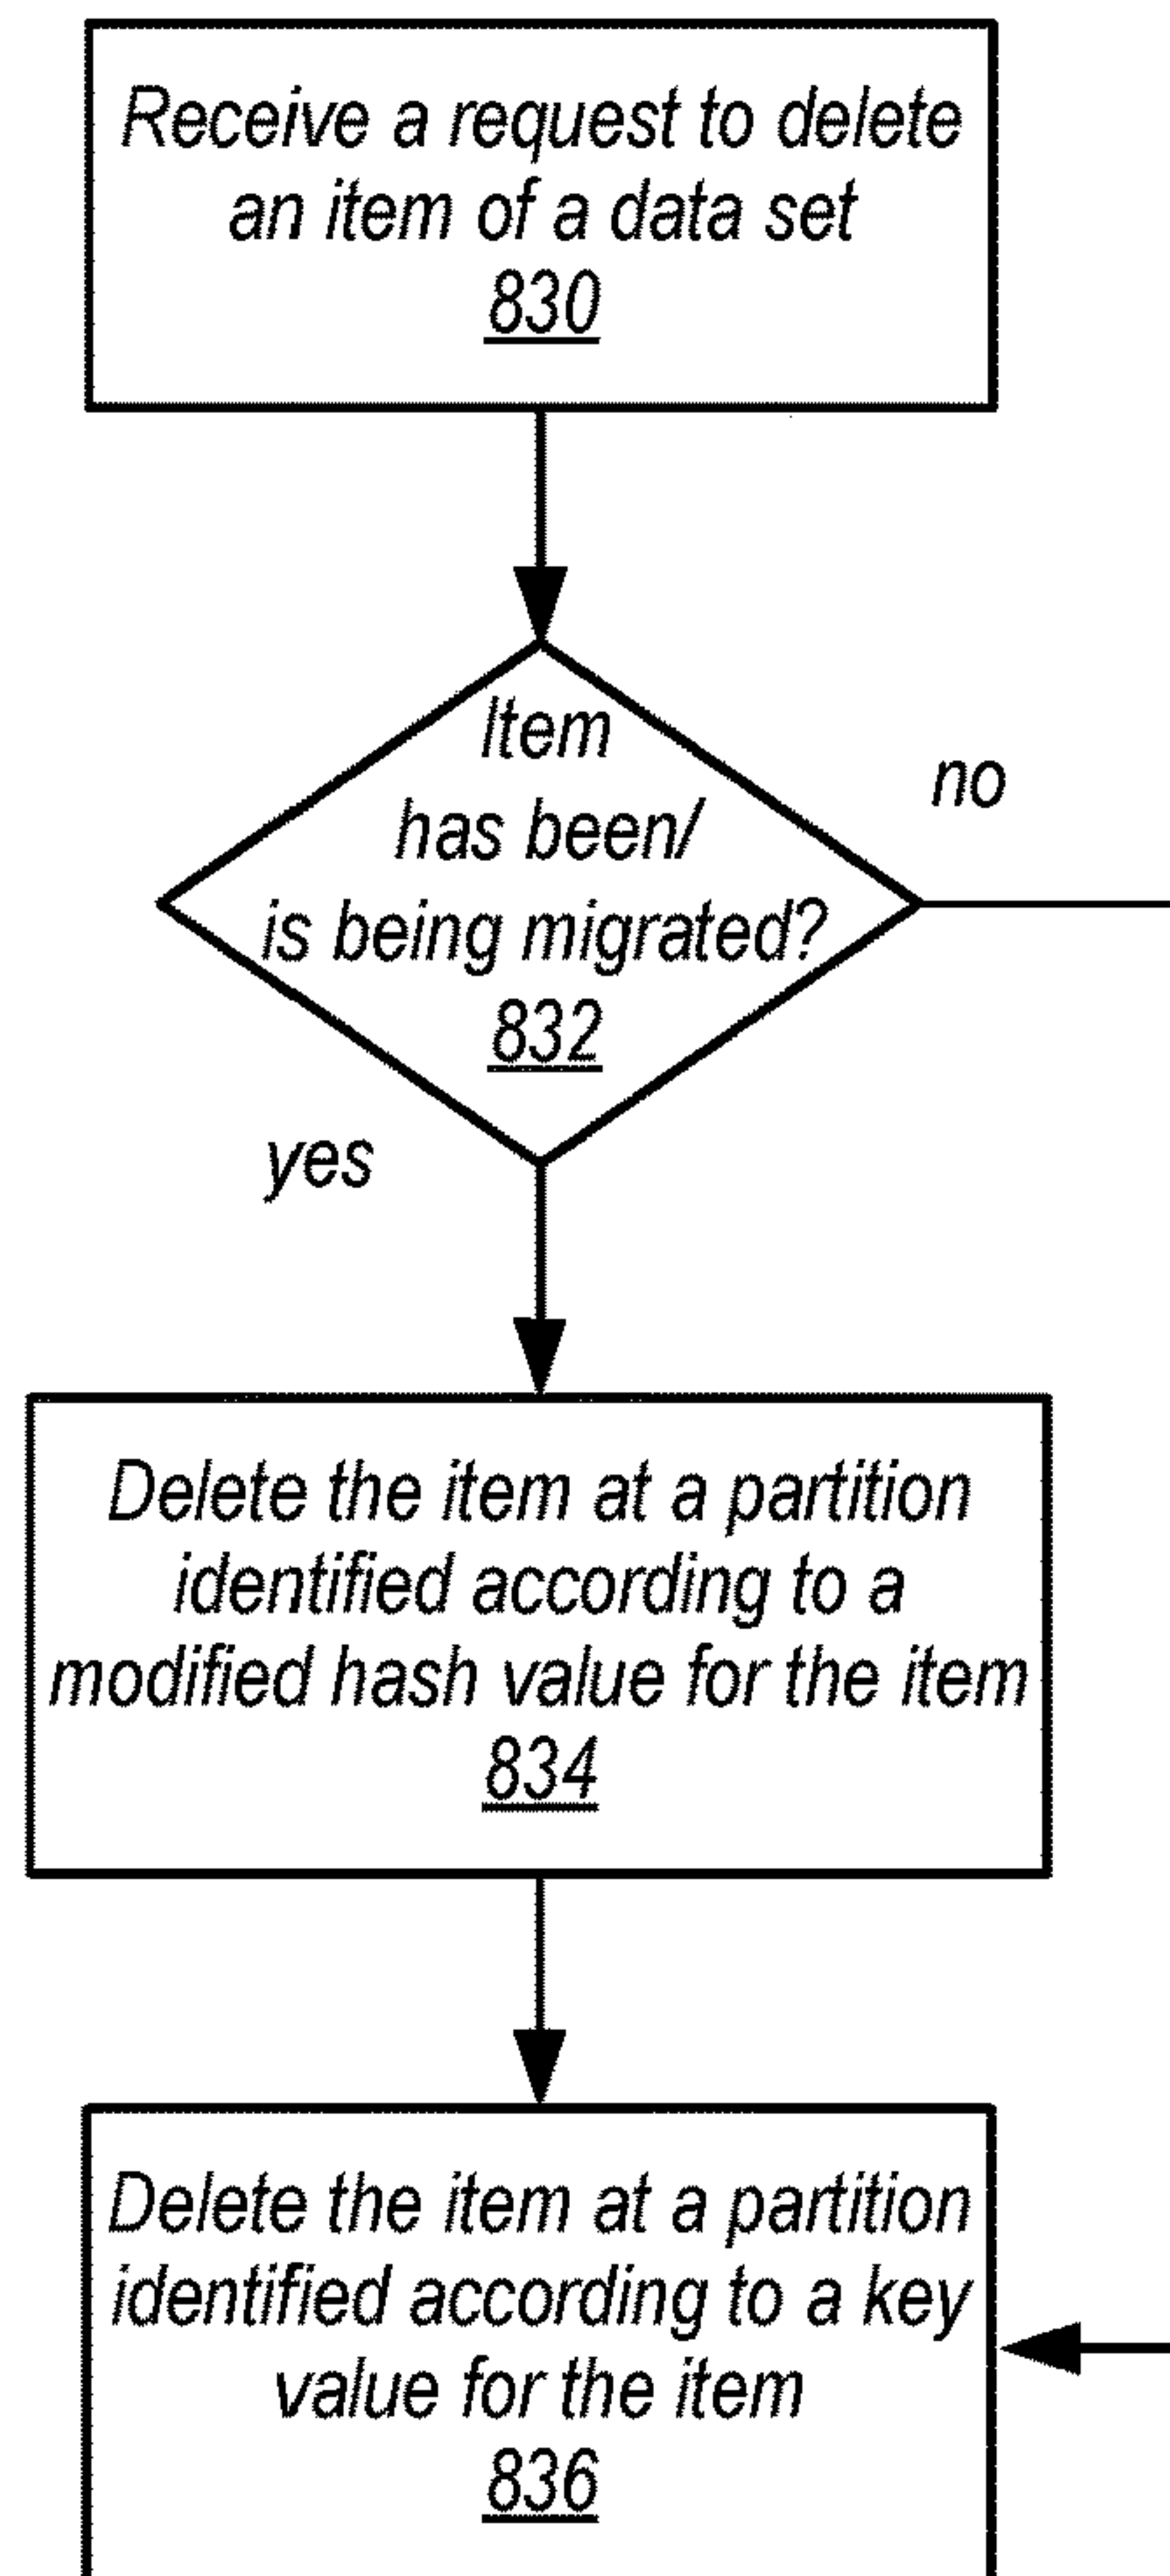 Receive a request to delete
an item of a data set
830
Item
has been/
is being migrated?
832
no
yes
Delete the item at a partition
identified according to a
modified hash value for the item
834
Delete the item at a partition
identified according to a key
value for the item
836